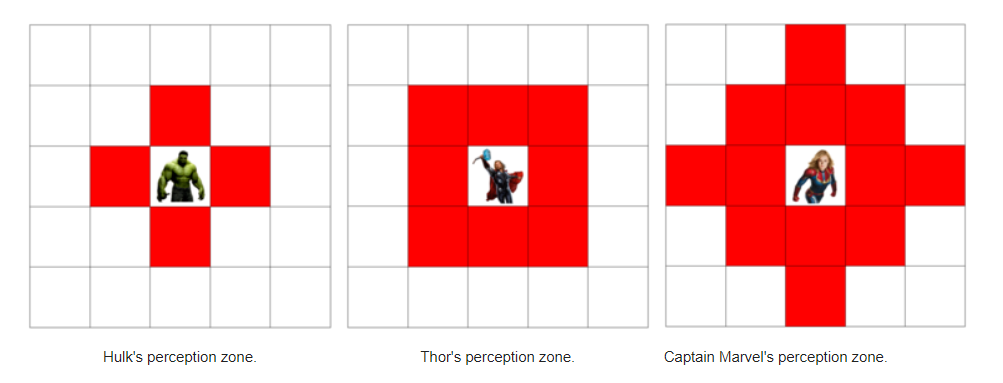 Hulk's perception zone.
Thor's perception zone.
Captain Marvel's perception zone.